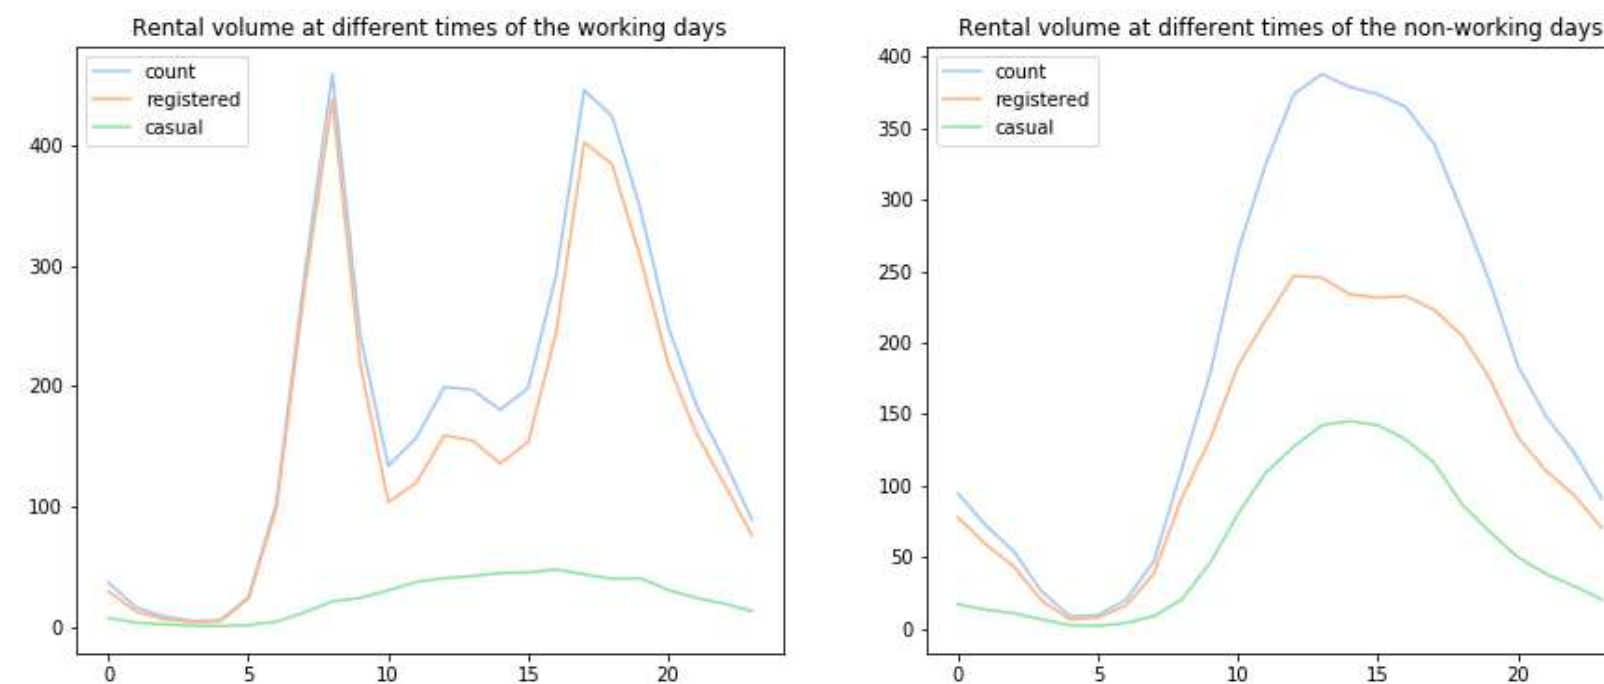 Rental volume at different times of the working days
count
registered
casual
400
300
200
100
0
0 5 10 15 20
Rental volume at different times of the non-working days
count
registered
casual
400
350
300
250
200
150
100
50
0
0 5 10 15 20